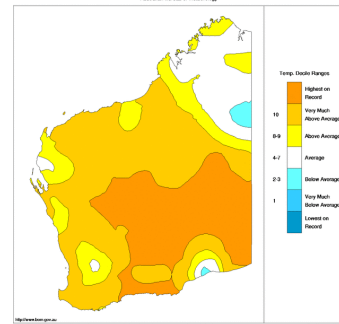 Temp. Decile Ranges
Highest on
Record
10
Very Much
Above Average
8-9
Above Average
4-7
Average
2-3
Below Average
1
Very Much
Below Average
Lowest on
Record
http://www.bom.gov.au